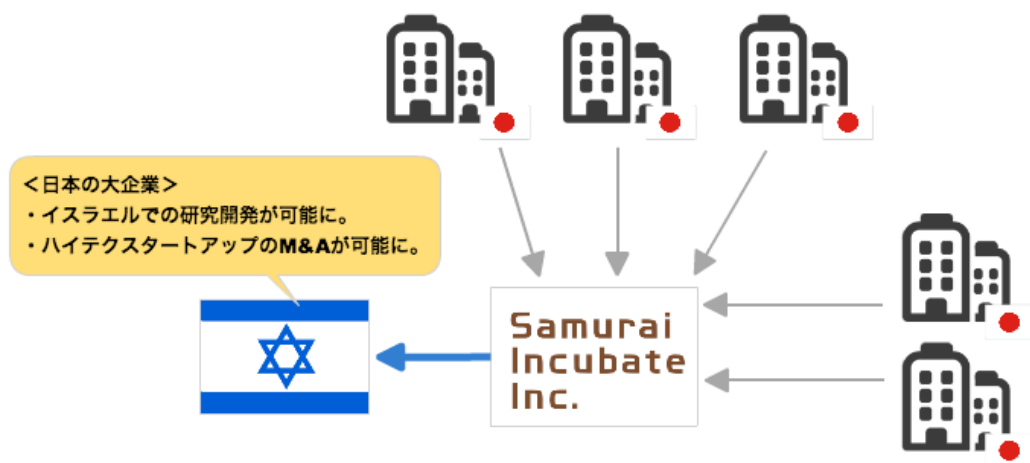 ＜日本の大企業＞
・イスラエルでの研究開発が可能に。
・ハイテクスタートアップのM&Aが可能に。
Samurai
Incubate
Inc.